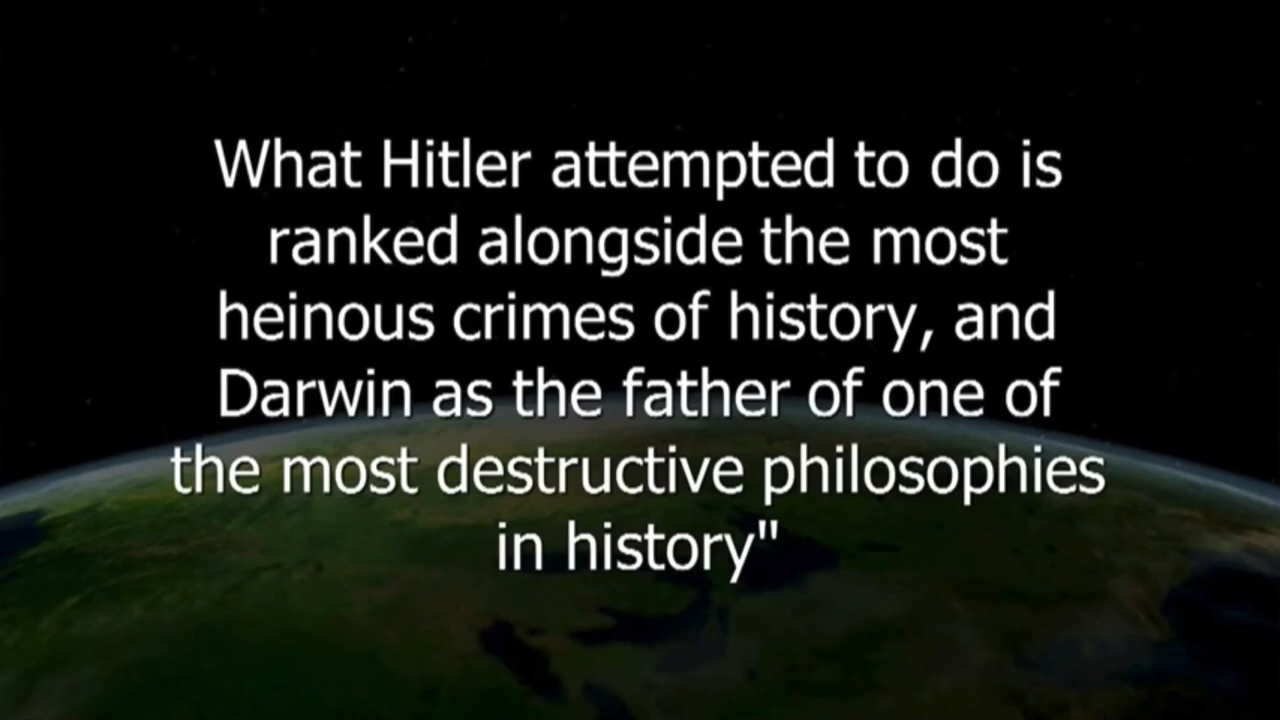 What Hitler attempted to do is
ranked alongside the most
heinous crimes of history, and
Darwin as the father of one of
the most destructive philosophies
in history"